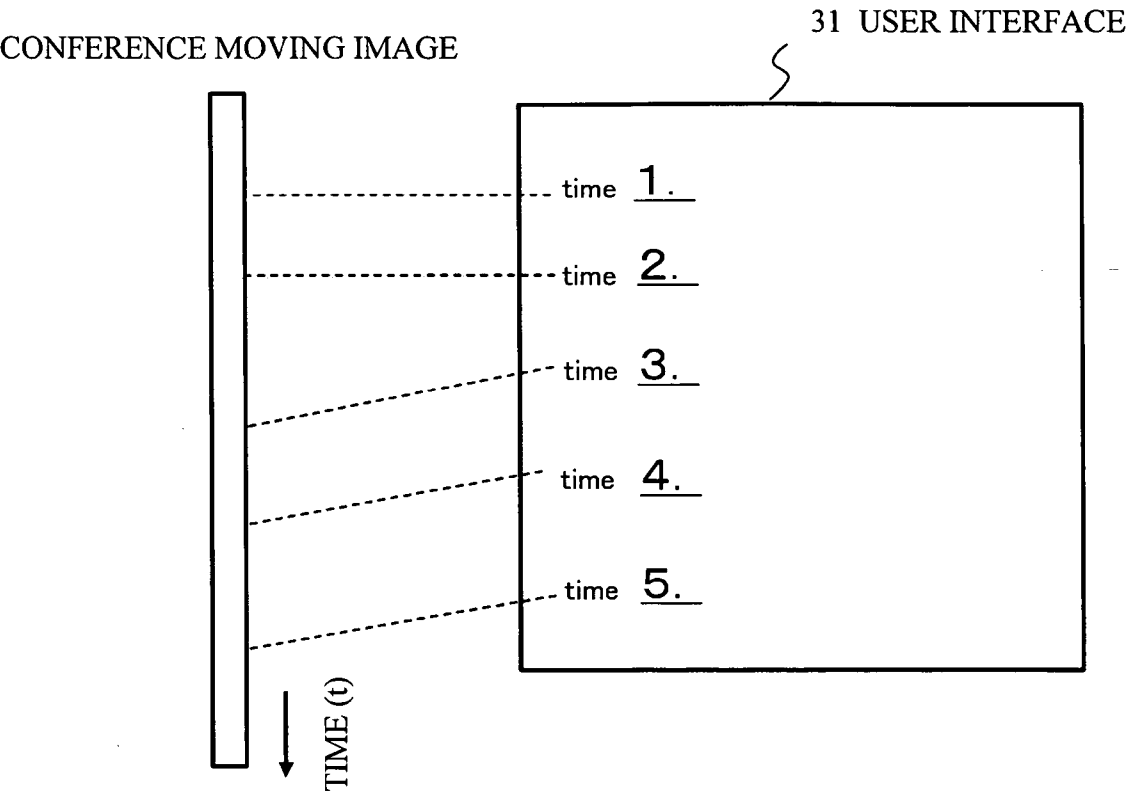 31 USER INTERFACE
CONFERENCE MOVING IMAGE
time 1.
time 2.
time 3.
time 4.
time 5.
TIME (t)